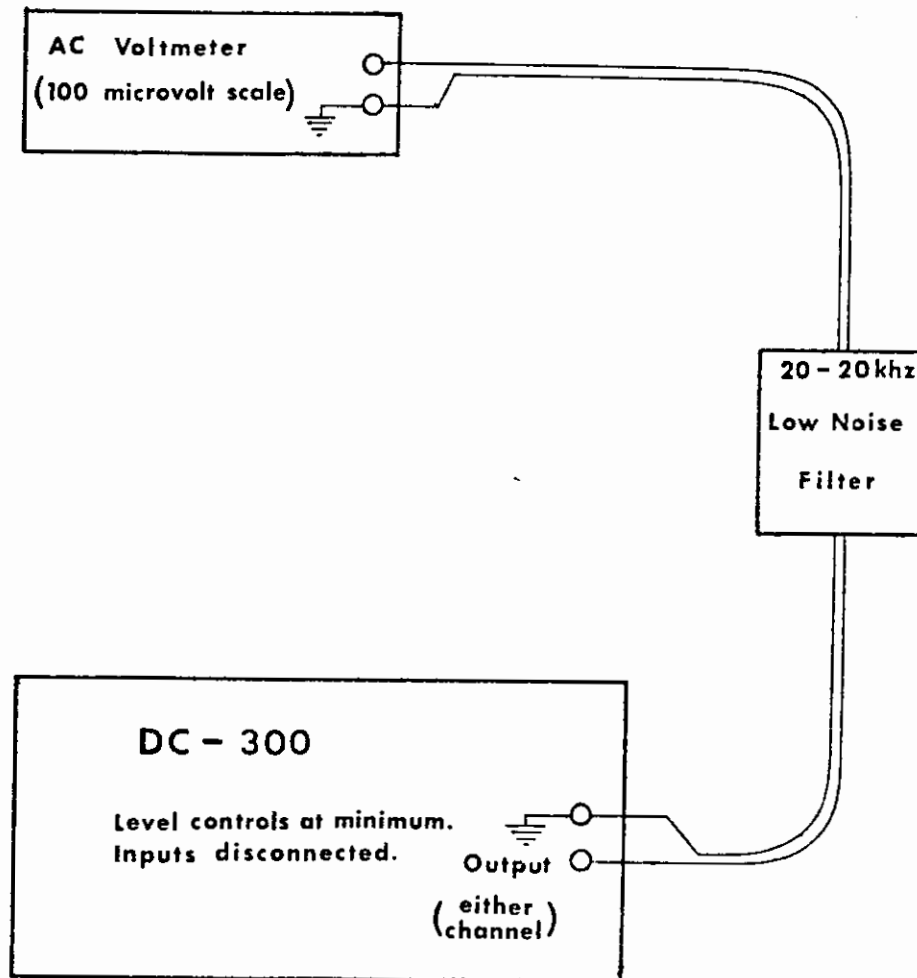 AC Voltmeter
(100 microvolt scale)
20-20khz
Low Noise
Filter
DC - 300
Level controls at minimum.
Inputs disconnected.
Output
(either
channel)